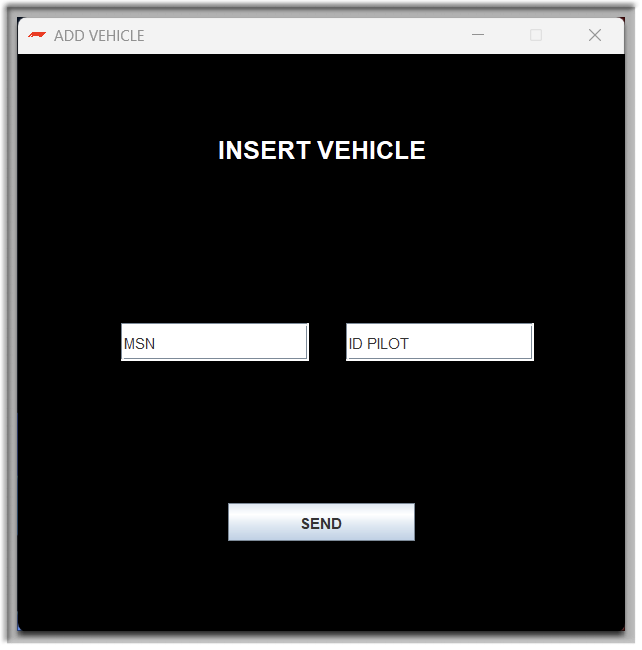 ADD VEHICLE
INSERT VEHICLE
MSN
ID PILOT
SEND